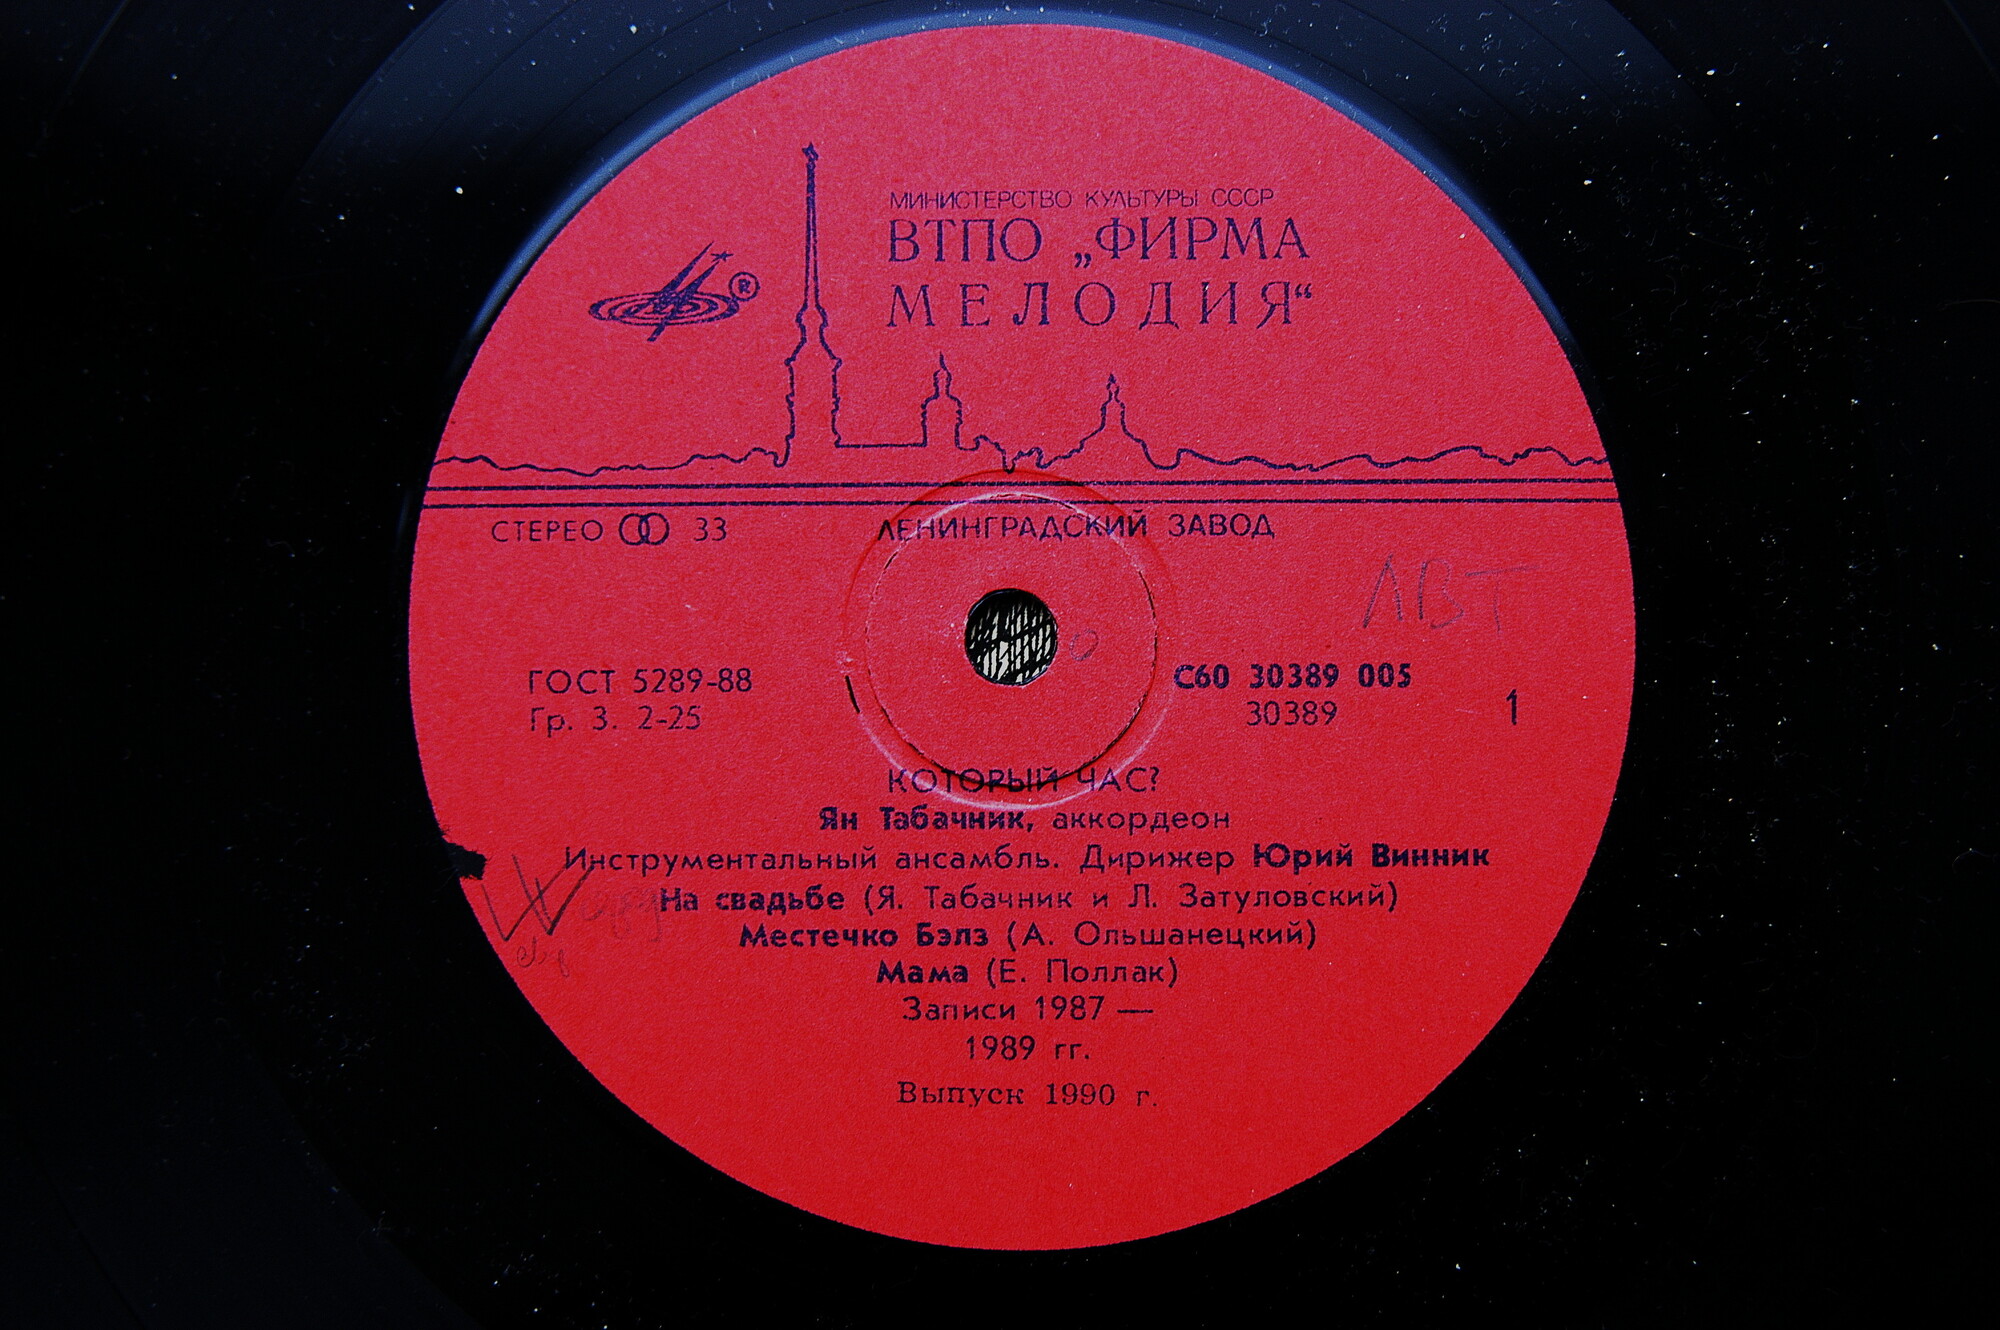 МИНИСТЕРСТВО КУЛЬТУРЫ СССР
ВТПО „ФИРМА
МЕЛОДИЯ“
®
СТЕРЕО 33
ЛЕНИНГРАДСКИЙ ЗАВОД
ЛВТ
ГОСТ 5289-88
Гр. 3. 2-25
С60 30389 005
30389
1
КОТОРЫЙ ЧАС?
Ян Табачник, аккордеон
Инструментальный ансамбль. Дирижер Юрий Винник
На свадьбе (Я. Табачник и Л. Затуловский)
Местечко Бэлз (А. Ольшанецкий)
Мама (Е. Поллак)
Записи 1987 —
1989 гг.
Выпуск 1990 г.